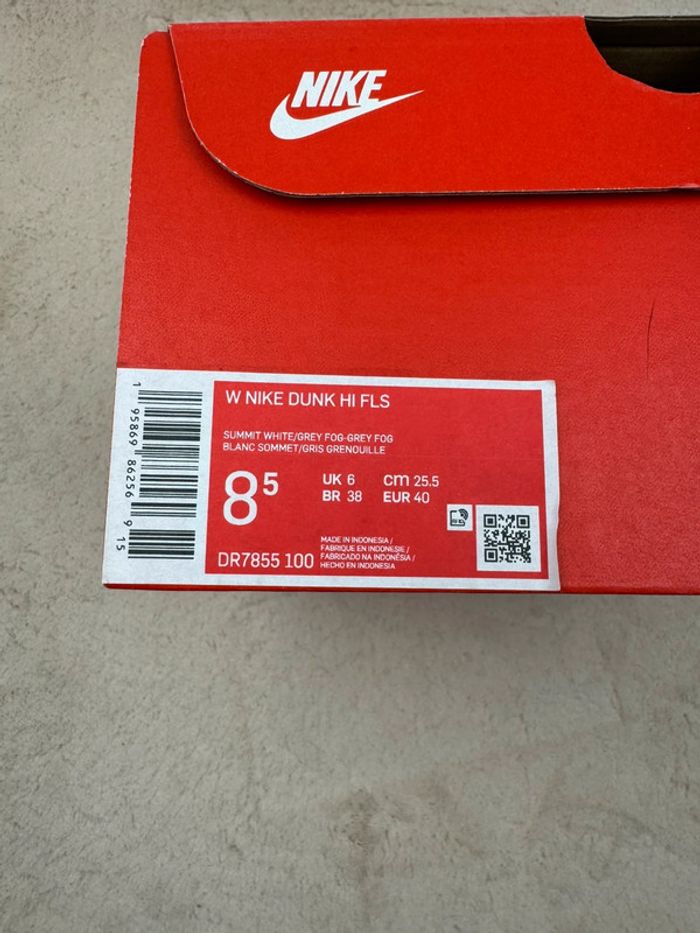 NIKE
W NIKE DUNK HI FLS
SUMMIT WHITE/GREY FOG-GREY FOG
BLANC SOMMET/GRIS GRENOUILLE
8⁵
UK 6 cm 25.5
BR 38 EUR 40
DR7855 100
MADE IN INDONESIA /
FABRIQUE EN INDONESIE /
FABRICADO NA INDONÉSIA /
HECHO EN INDONESIA
1 95869 86256 9 15